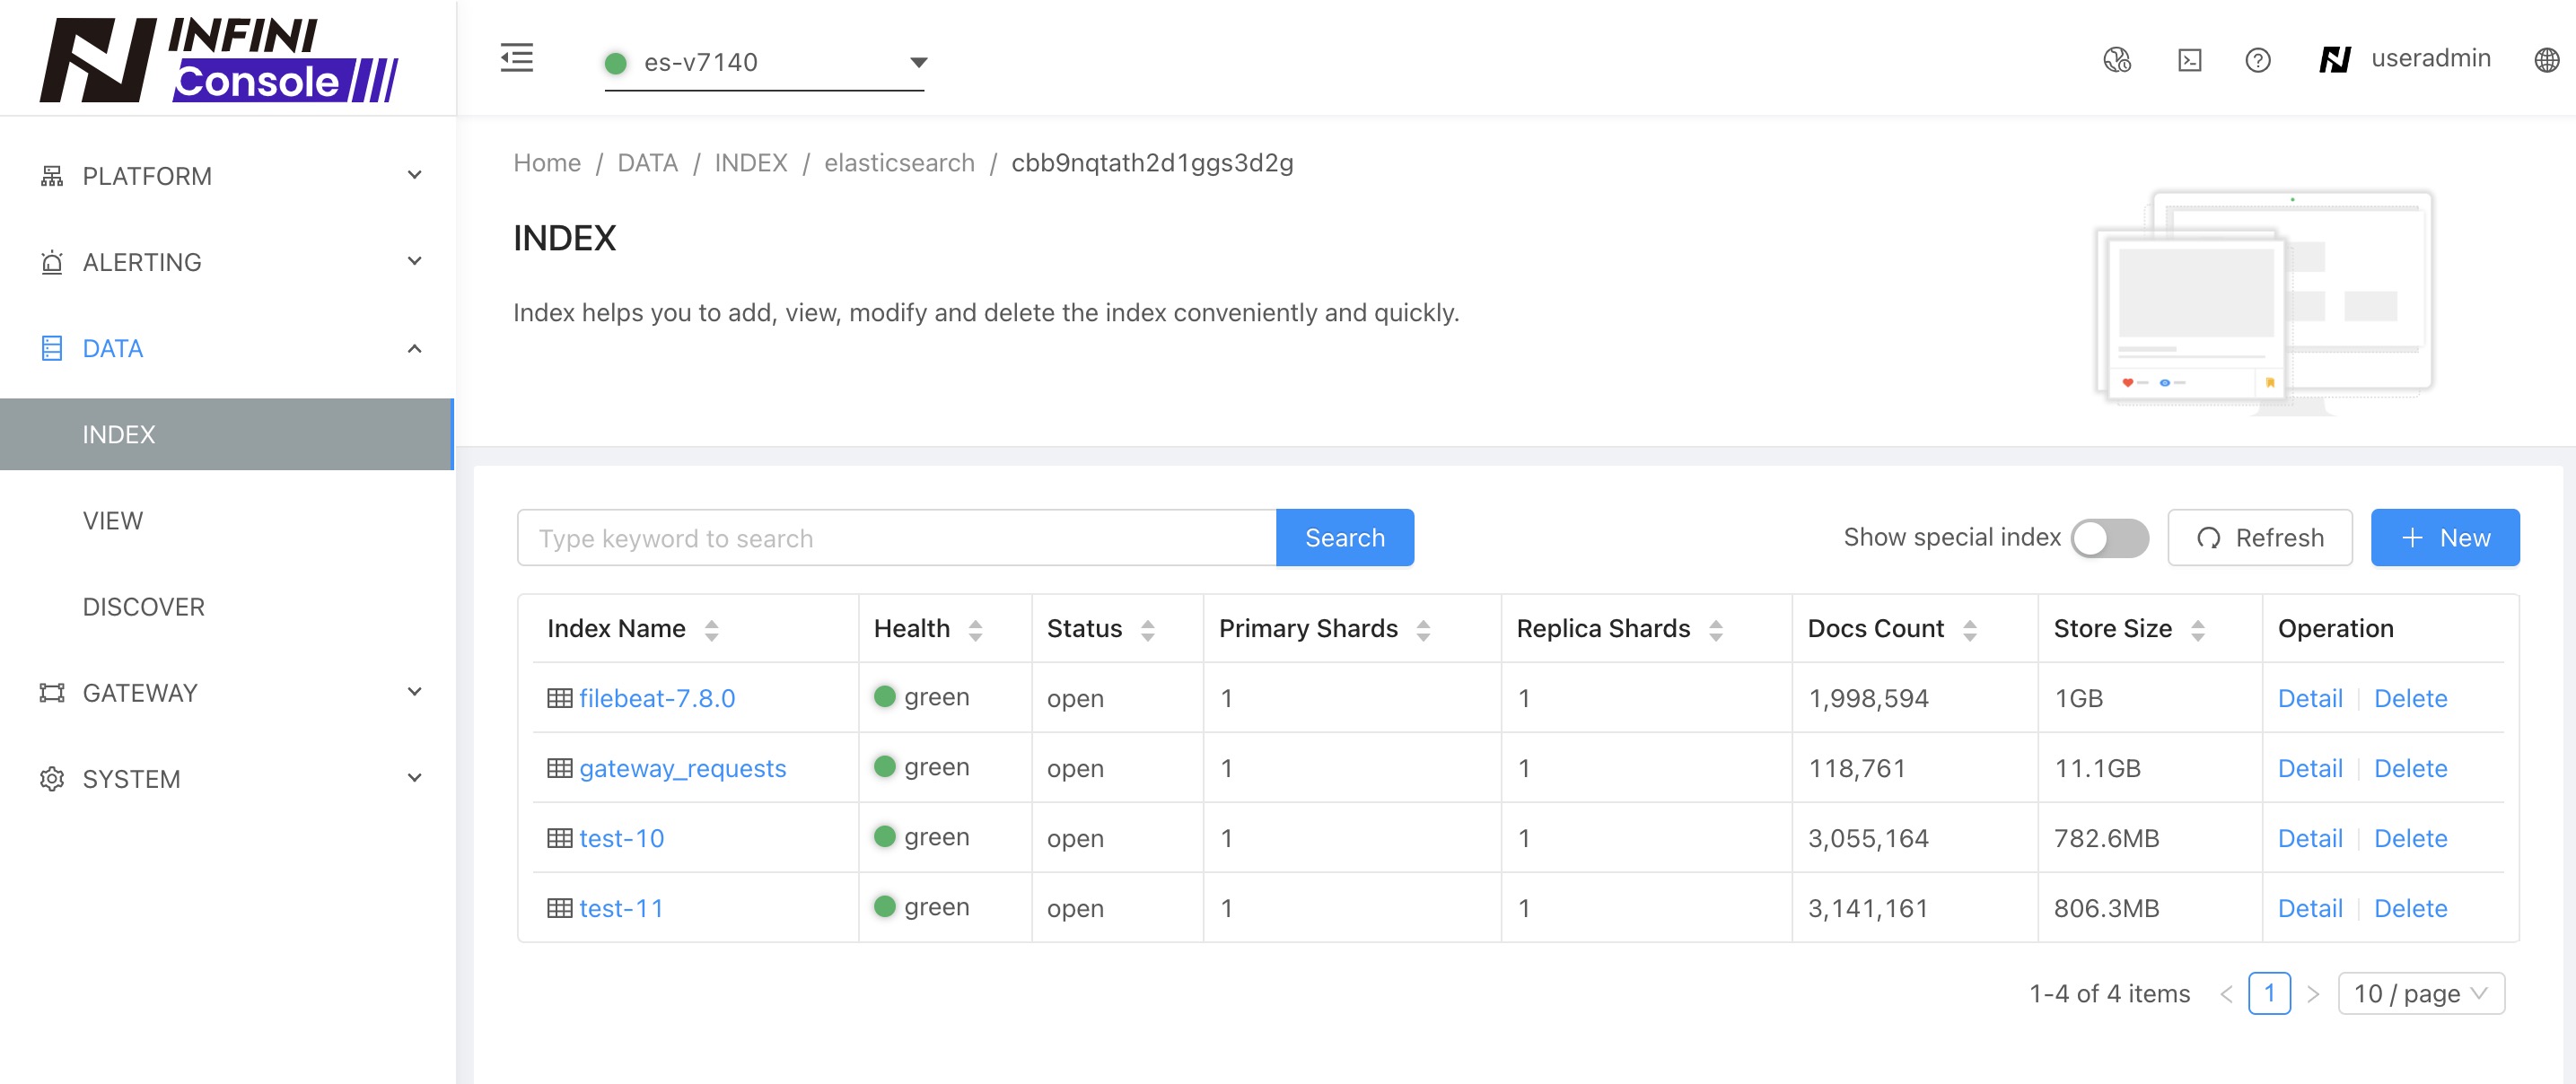 INFINI
Console
es-v7140
useradmin
PLATFORM
ALERTING
DATA
INDEX
VIEW
DISCOVER
GATEWAY
SYSTEM
Home / DATA / INDEX / elasticsearch / cbb9nqtath2d1ggs3d2g
INDEX
Index helps you to add, view, modify and delete the index conveniently and quickly.
Type keyword to search Search Show special index Refresh New
Index Name Health Status Primary Shards Replica Shards Docs Count Store Size Operation
filebeat-7.8.0 green open 1 1 1,998,594 1GB Detail Delete
gateway_requests green open 1 1 118,761 11.1GB Detail Delete
test-10 green open 1 1 3,055,164 782.6MB Detail Delete
test-11 green open 1 1 3,141,161 806.3MB Detail Delete
1-4 of 4 items < 1 > 10 / page